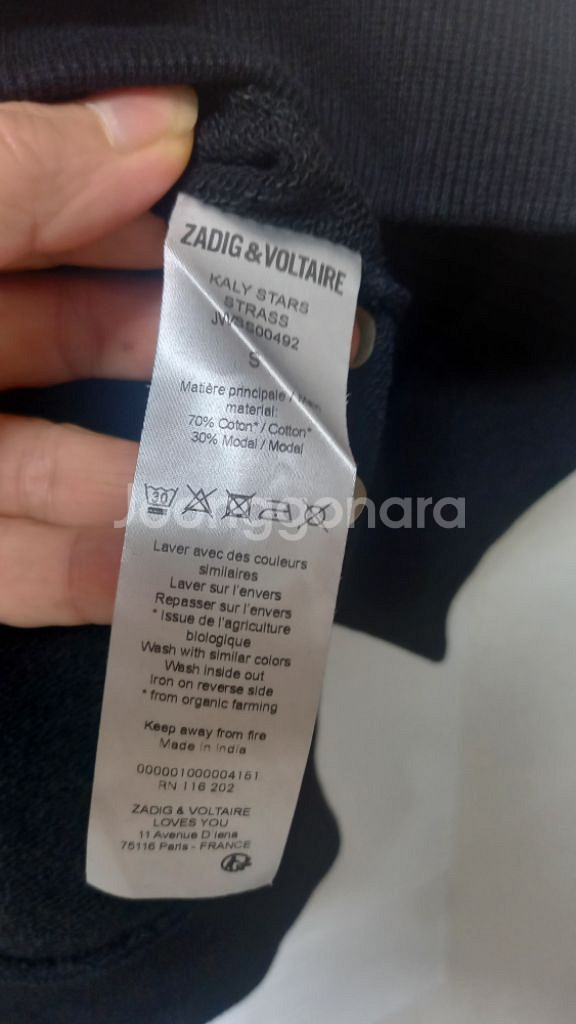 ZADIG & VOLTAIRE
KALY STARS
STRASS
S
Matière principale /
material:
70% Coton* / Cotton*
30% Modal / Modal
30
Joonggonara
Laver avec des couleurs
similaires
Laver sur l'envers
Repasser sur l'envers
* Issue de l'agriculture
biologique
Wash with similar colors
Wash inside out
Iron on reverse side
* from organic farming
Keep away from fire
Made in India
000001000004161
RN 116 202
ZADIG & VOLTAIRE
LOVES YOU
11 Avenue D'Iena
75116 Paris - FRANCE